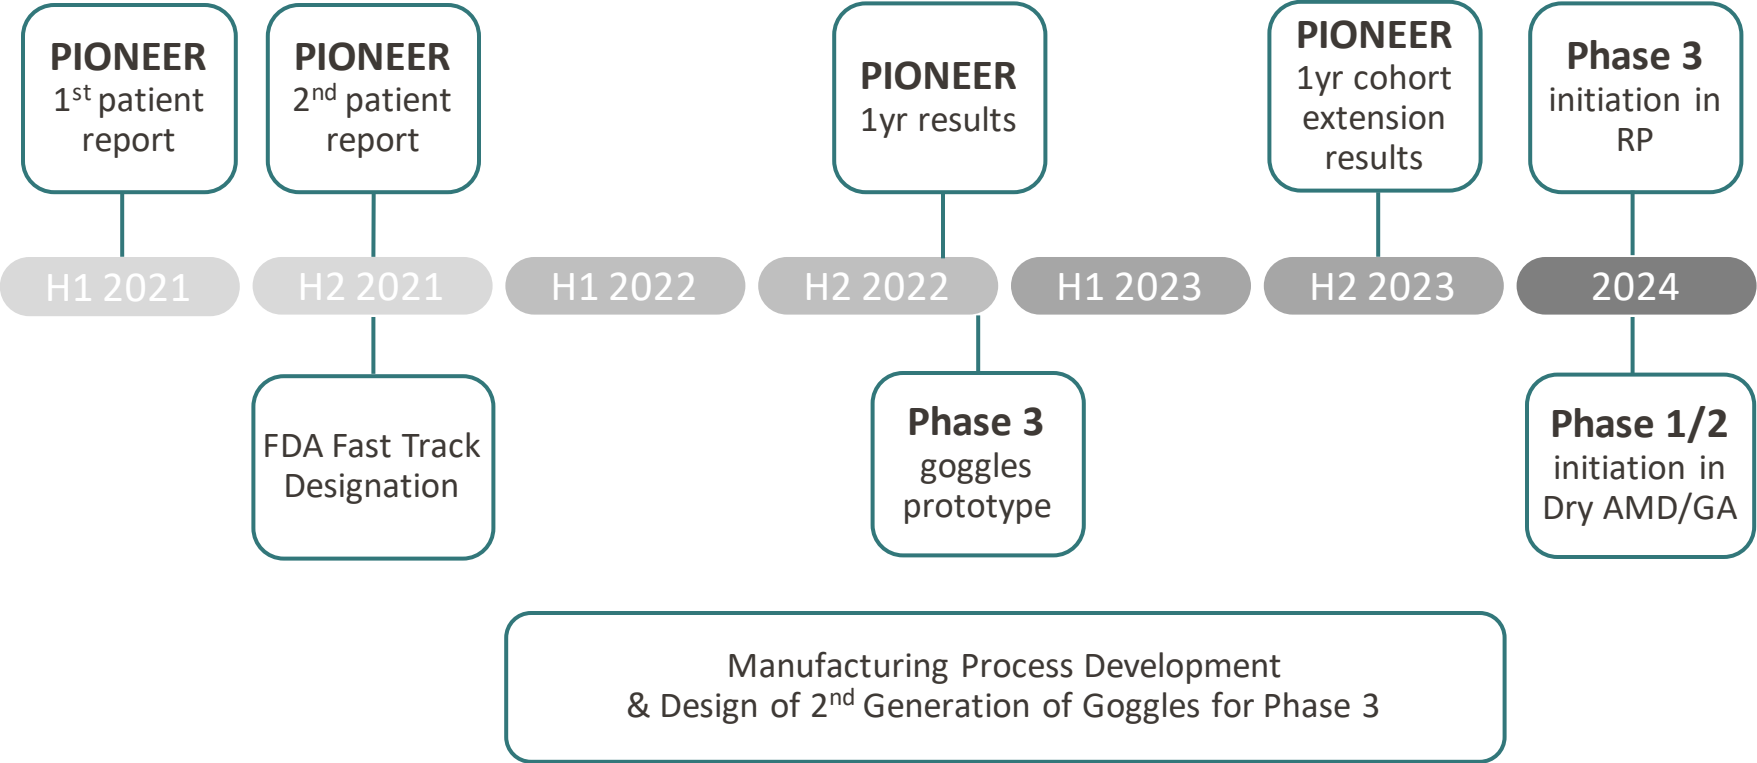 PIONEER
1st patient
report
PIONEER
2nd patient
report
PIONEER
1yr results
PIONEER
1yr cohort
extension
results
Phase 3
initiation in
RP
H1 2021
H2 2021
H1 2022
H2 2022
H1 2023
H2 2023
2024
FDA Fast Track
Designation
Phase 3
goggles
prototype
Phase 1/2
initiation in
Dry AMD/GA
Manufacturing Process Development
& Design of 2nd Generation of Goggles for Phase 3